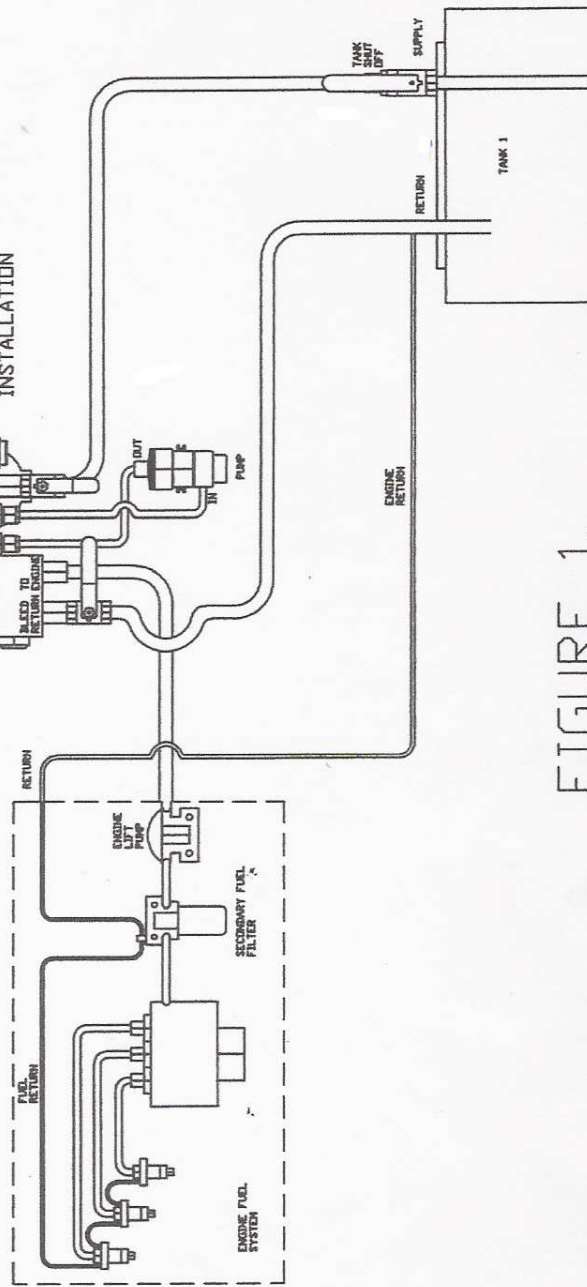 INSTALLATION
TANK
SHUT
OFF
SUPPLY
RETURN
TANK 1
OUT
IN
PUMP
BLEED TO
RETURN ENGINE
ENGINE
RETURN
RETURN
ENGINE
LIFT
PUMP
SECONDARY FUEL
FILTER
FUEL
RETURN
ENGINE FUEL
SYSTEM
FIGURE 1